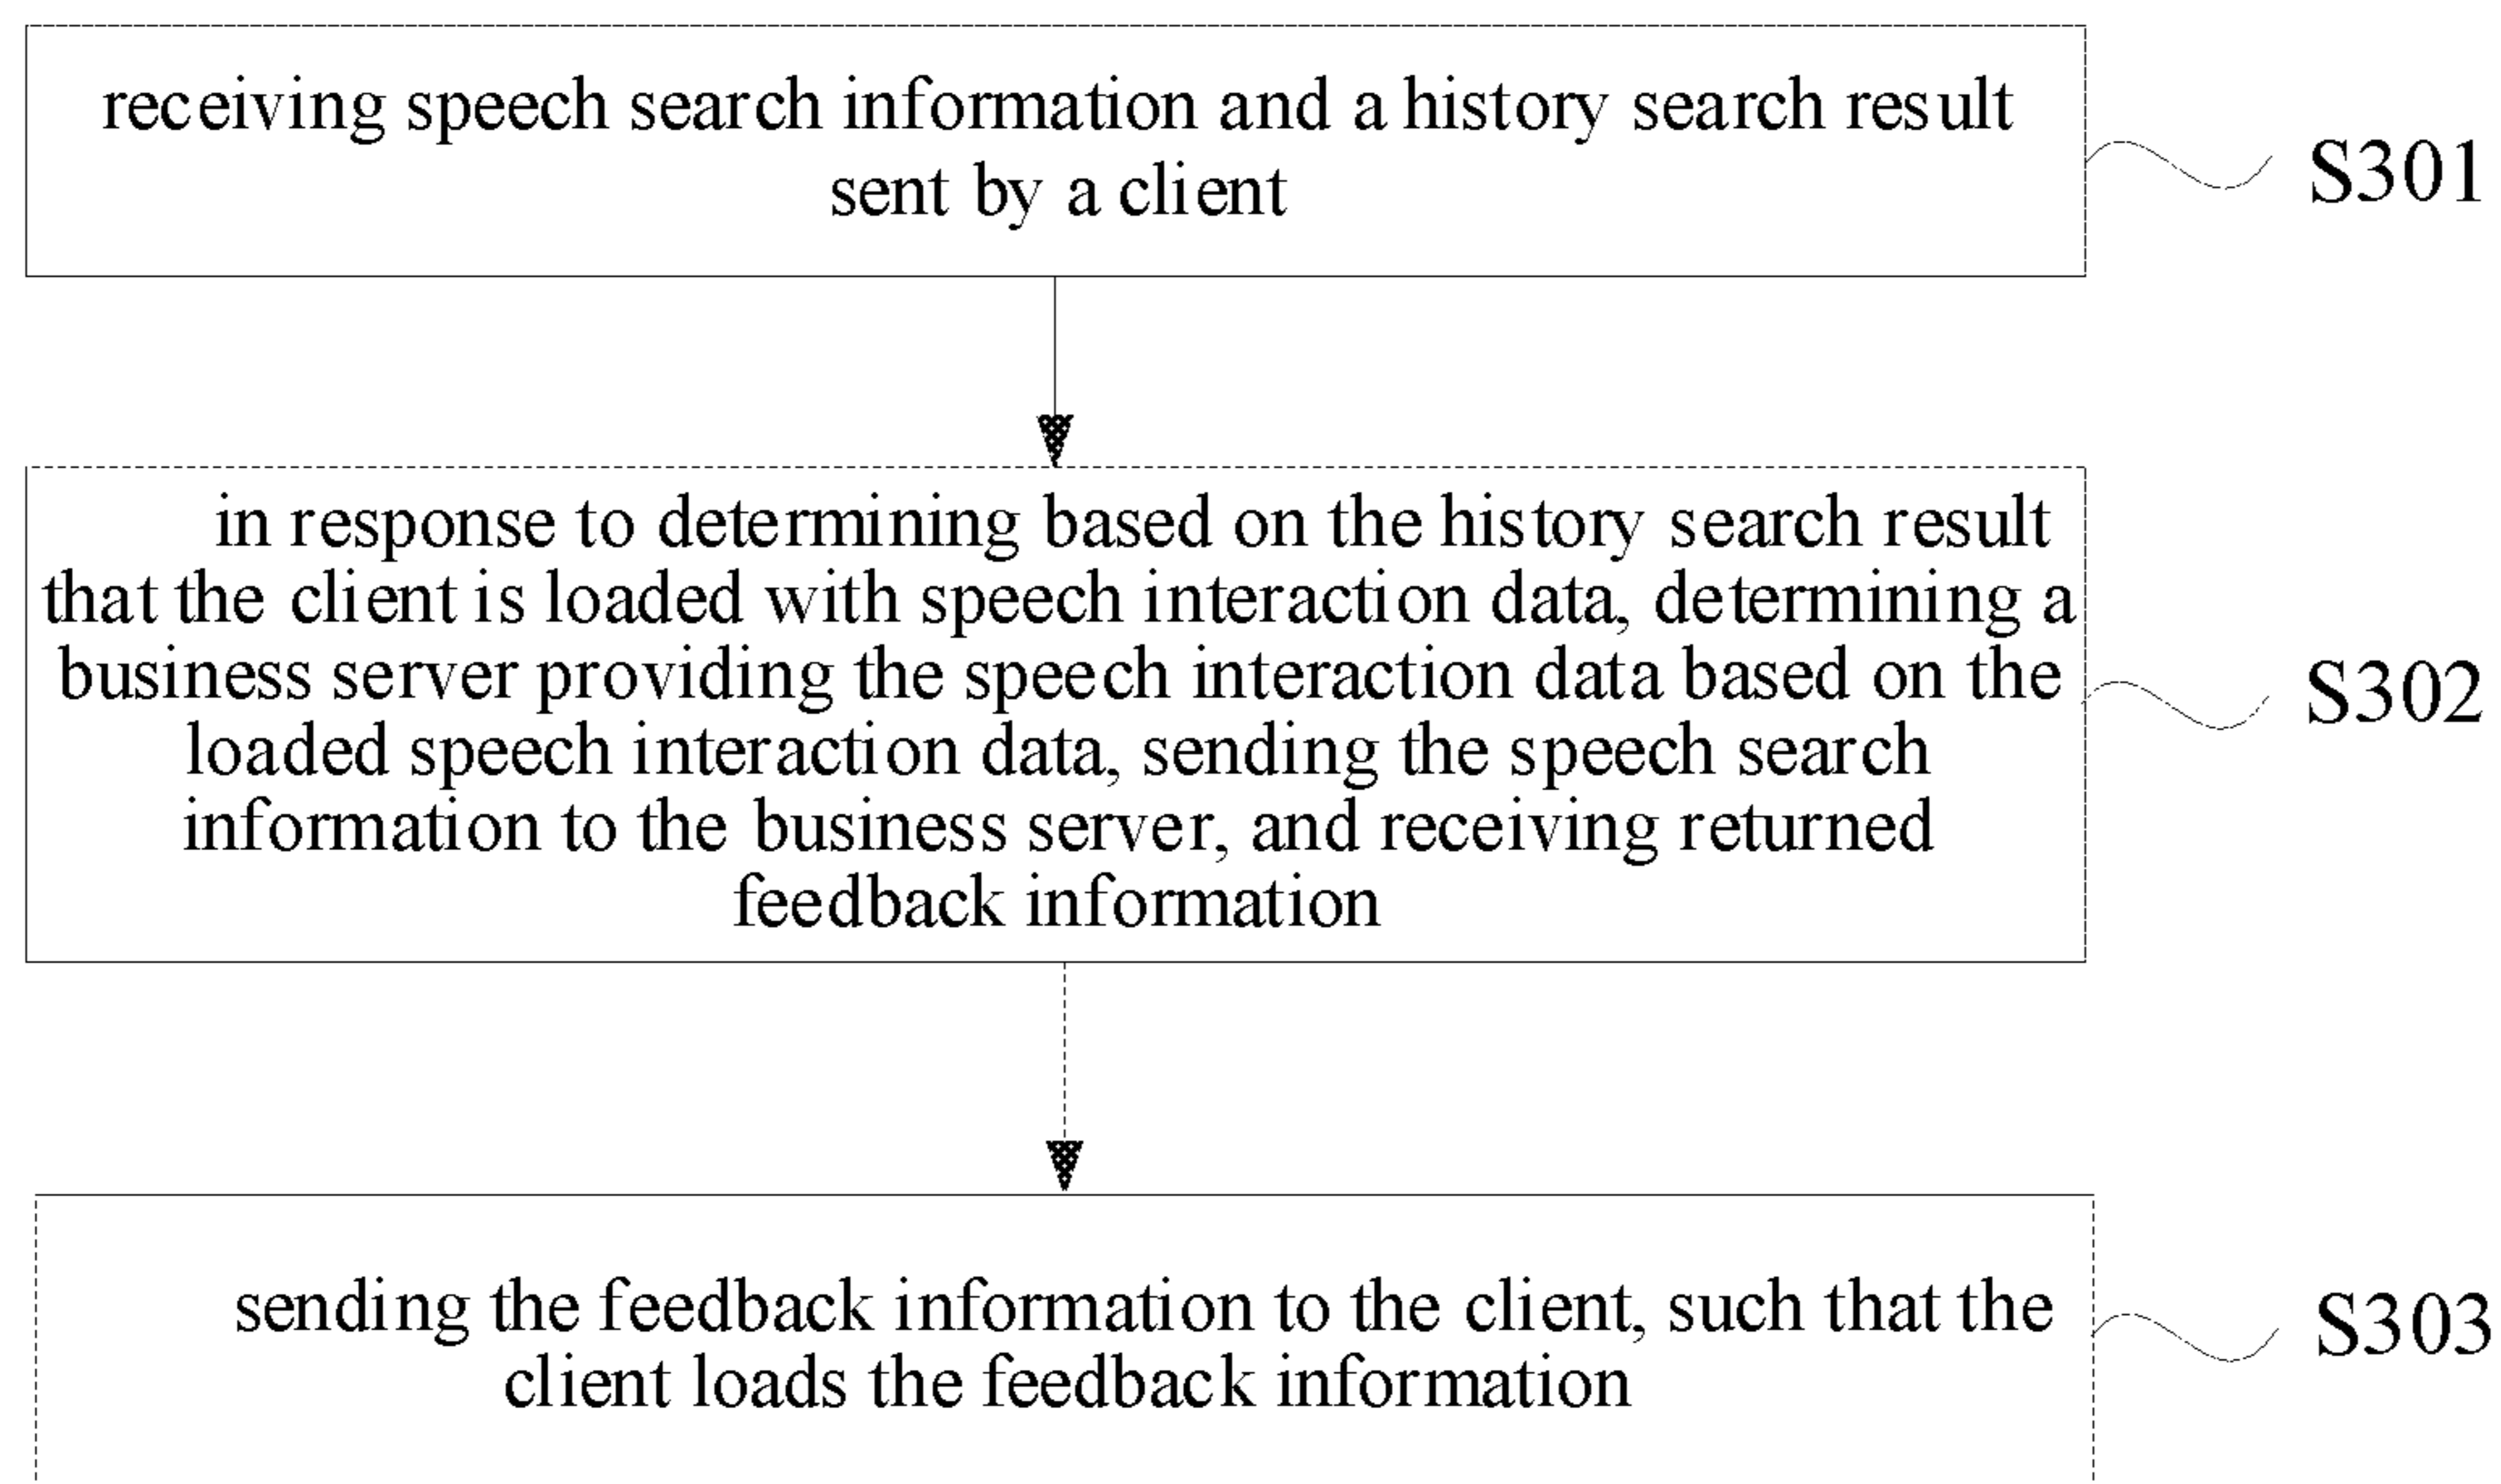 receiving speech search information and a history search result
sent by a client
S301
in response to determining based on the history search result
that the client is loaded with speech interaction data, determining a
business server providing the speech interaction data based on the
loaded speech interaction data, sending the speech search
information to the business server, and receiving returned
feedback information
S302
sending the feedback information to the client, such that the
client loads the feedback information
S303